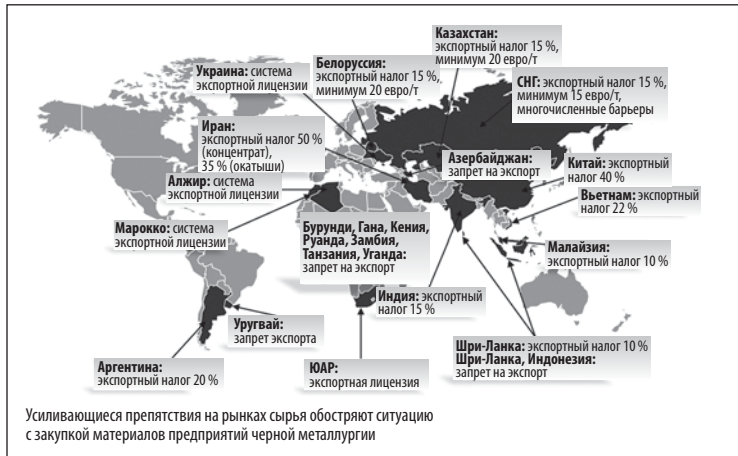 Казахстан:
экспортный налог 15 %,
минимум 20 евро/т
Белоруссия:
экспортный налог 15 %,
минимум 20 евро/т
Украина: система
экспортной лицензии
СНГ: экспортный налог 15 %,
минимум 15 евро/т,
многочисленные барьеры
Иран:
экспортный налог 50 %
(концентрат),
35 % (окатыши)
Азербайджан:
запрет на экспорт
Китай: экспортный
налог 40 %
Алжир: система
экспортной лицензии
Вьетнам: экспортный
налог 22 %
Марокко: система
экспортной лицензии
Бурунди, Гана, Кения,
Руанда, Замбия,
Танзания, Уганда:
запрет на экспорт
Малайзия:
экспортный налог 10 %
Индия: экспортный
налог 15 %
Уругвай:
запрет экспорта
Шри-Ланка: экспортный налог 10 %
Шри-Ланка, Индонезия:
запрет на экспорт
Аргентина:
экспортный налог 20 %
ЮАР:
экспортная лицензия
Усиливающиеся препятствия на рынках сырья обостряют ситуацию
с закупкой материалов предприятий черной металлургии